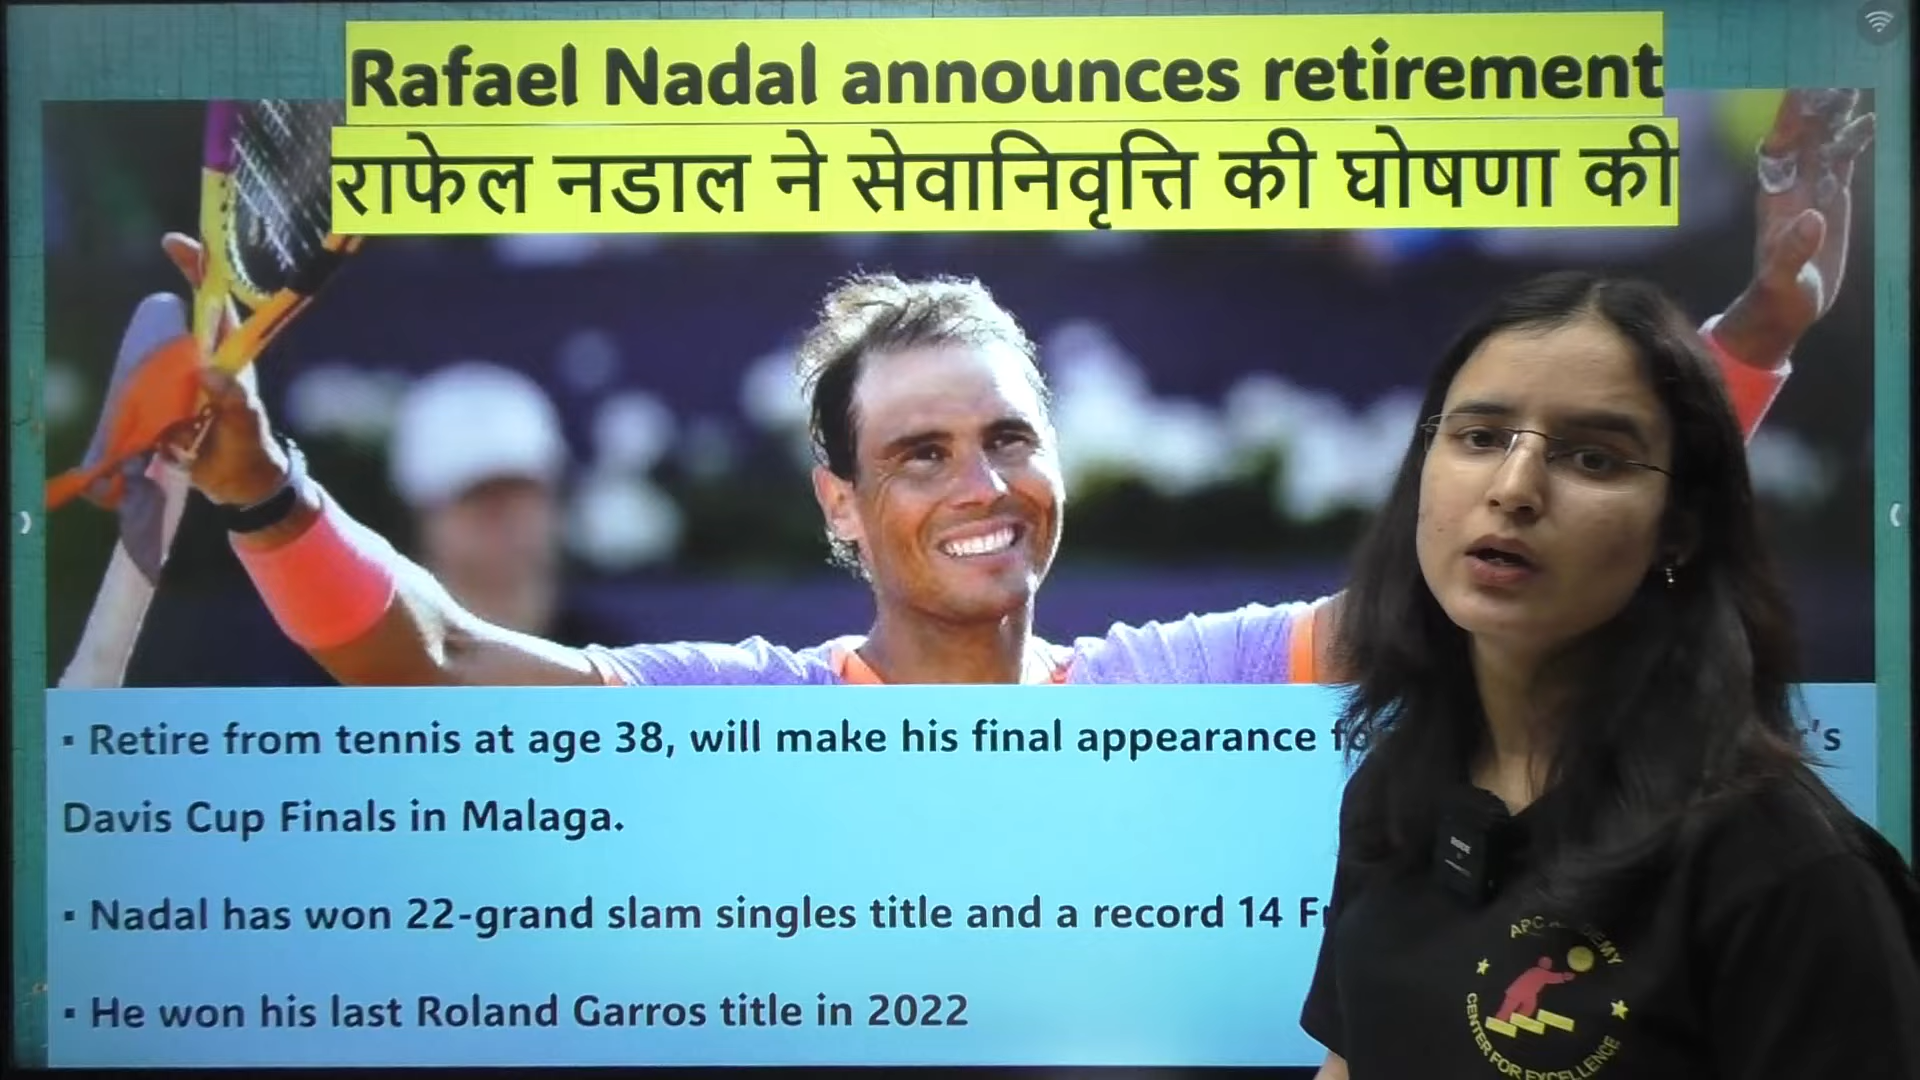 Rafael Nadal announces retirement
राफेल नडाल ने सेवानिवृत्ति की घोषणा की
▪ Retire from tennis at age 38, will make his final appearance 's
Davis Cup Finals in Malaga.
▪ Nadal has won 22-grand slam singles title and a record 14
▪ He won his last Roland Garros title in 2022
CENTER FOR EXCELLENCE